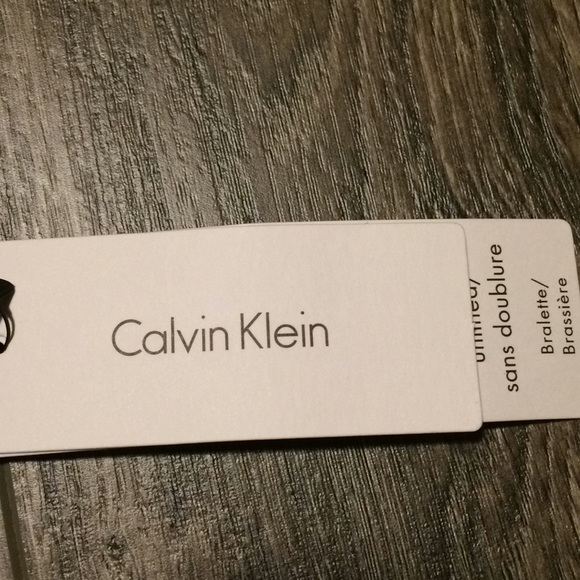 Calvin Klein
unlined/
sans doublure
Bralette/
Brassière